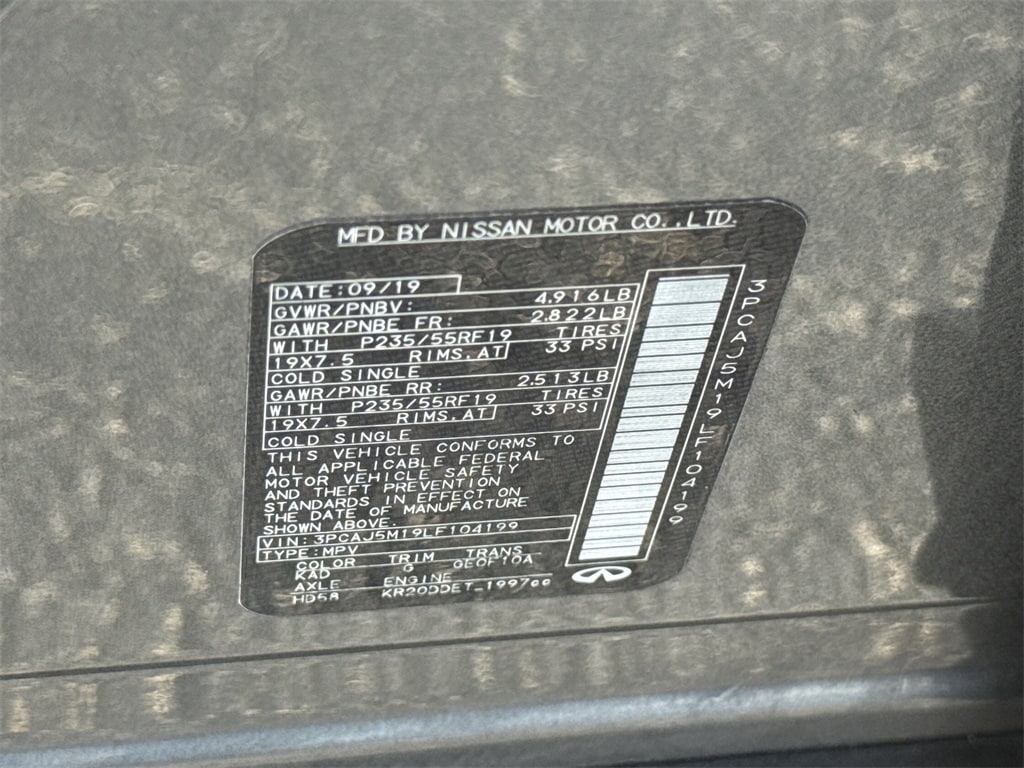 MFD BY NISSAN MOTOR CO.,LTD.
DATE:09/19
GVWR/PNBV: 4,916LB
GAWR/PNBE FR: 2,822LB
WITH P235/55RF19 TIRES
19X7.5 RIMS,AT 33 PSI
COLD SINGLE
GAWR/PNBE RR: 2,513LB
WITH P235/55RF19 TIRES
19X7.5 RIMS,AT 33 PSI
COLD SINGLE
THIS VEHICLE CONFORMS TO
ALL APPLICABLE FEDERAL
MOTOR VEHICLE SAFETY
AND THEFT PREVENTION
STANDARDS IN EFFECT ON
THE DATE OF MANUFACTURE
SHOWN ABOVE.
VIN:3PCAJ5M19LF104199
TYPE:MPV
COLOR TRIM TRANS
KAD G GE0F10A
AXLE ENGINE
HD58 KR20DDET-1997cc
3PCAJ5M19LF104199